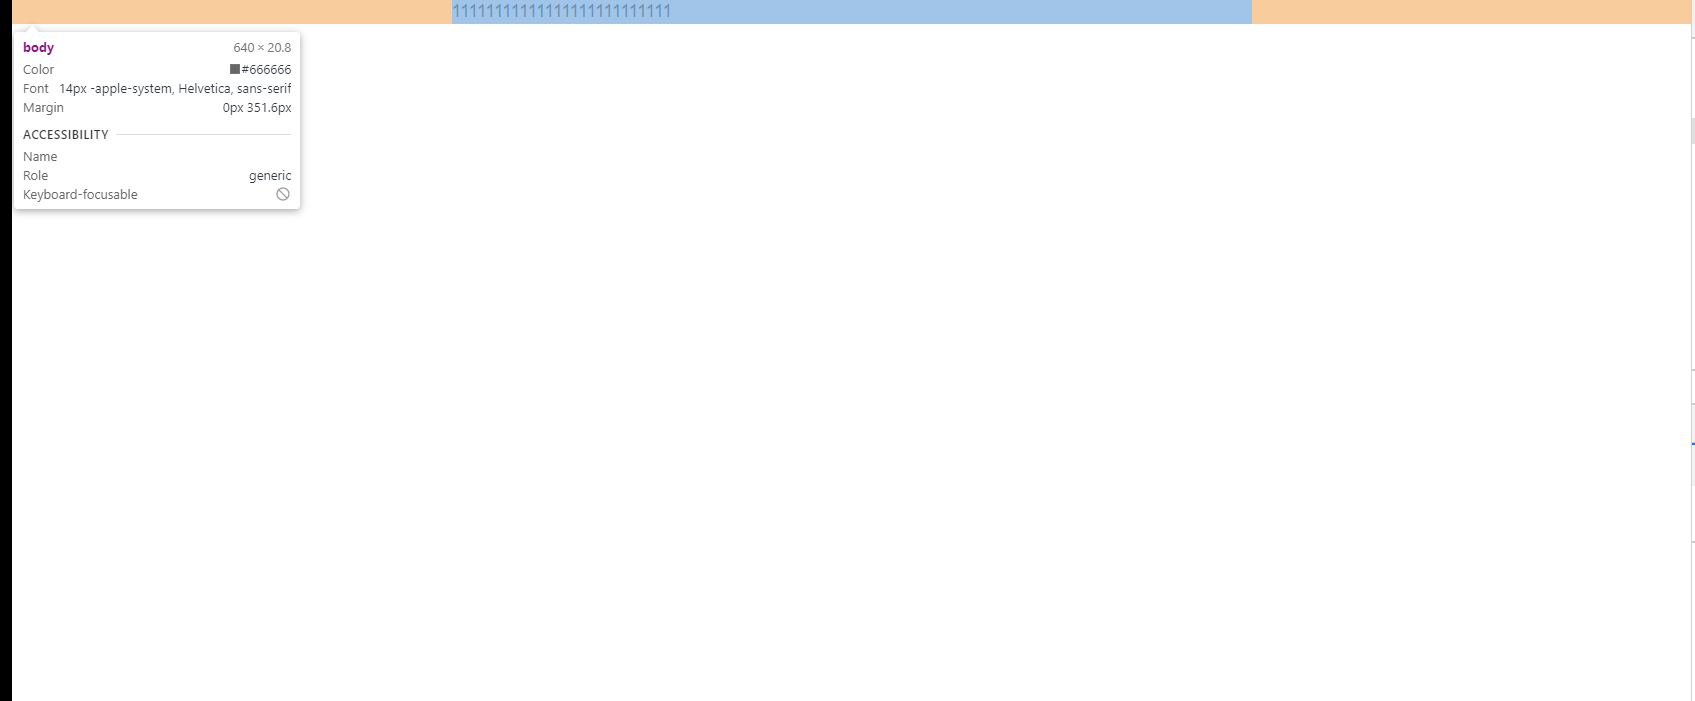 11111111111111111111111111
body 640 × 20.8
Color #666666
Font 14px -apple-system, Helvetica, sans-serif
Margin 0px 351.6px
ACCESSIBILITY
Name
Role generic
Keyboard-focusable